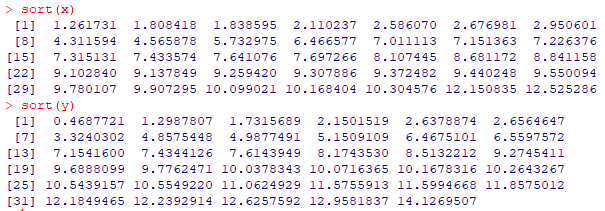 > sort(x)
[1] 1.261731 1.808418 1.838595 2.110237 2.586070 2.676981 2.950601
[8] 4.311594 4.565878 5.732975 6.466577 7.011113 7.151363 7.226376
[15] 7.315131 7.433574 7.641076 7.697266 8.107445 8.681172 8.841158
[22] 9.102840 9.137849 9.259420 9.307886 9.372482 9.440248 9.550094
[29] 9.780107 9.907295 10.099021 10.168404 10.304576 12.150835 12.525286
> sort(y)
[1] 0.4687721 1.2987807 1.7315689 2.1501519 2.6378874 2.6564647
[7] 3.3240302 4.8575448 4.9877491 5.1509109 6.4675101 6.5597572
[13] 7.1541600 7.4344126 7.6143949 8.1743530 8.5132212 9.2745411
[19] 9.6888099 9.7762471 10.0378343 10.0716365 10.1678316 10.2643267
[25] 10.5439157 10.5549220 11.0624929 11.5755913 11.5994668 11.8575012
[31] 12.1849465 12.2392914 12.6257592 12.9581837 14.1269507